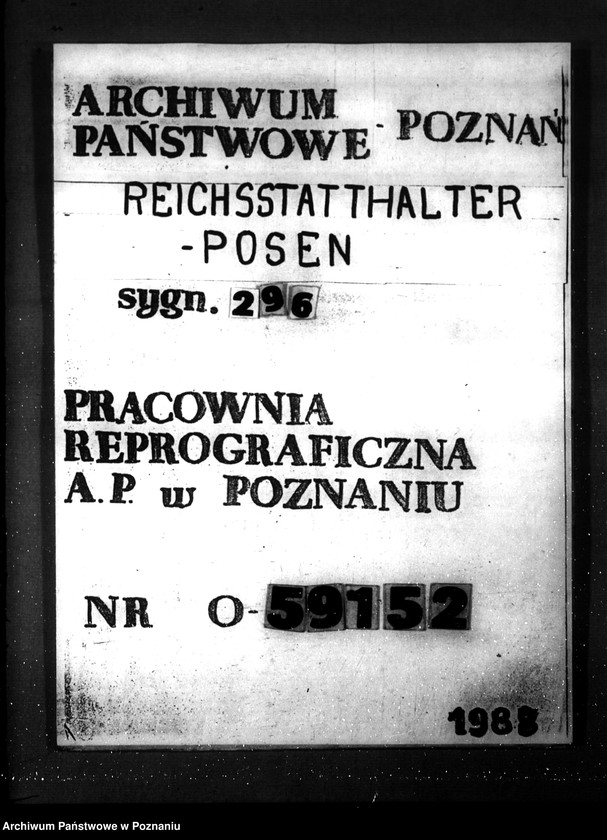 ARCHIWUM
PAŃSTWOWE - POZNAŃ
REICHSSTATTHALTER
-POSEN
sygn. 296
PRACOWNIA
REPROGRAFICZNA
A.P. w POZNANIU
NR O-59152
1988
Archiwum Państwowe w Poznaniu